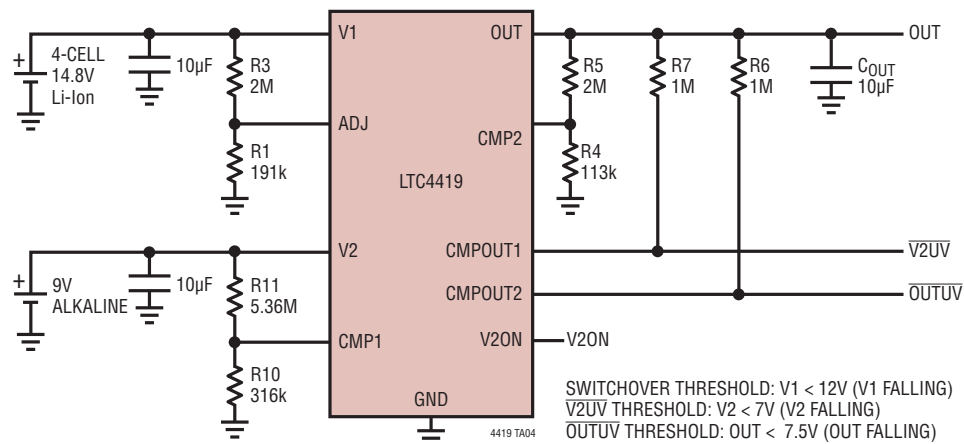 V1
OUT
OUT
4-CELL
14.8V
Li-Ion
10µF
R3
2M
R5
2M
R7
1M
R6
1M
COUT
10µF
ADJ
CMP2
R1
191k
R4
113k
LTC4419
V2
CMPOUT1
V2UV
9V
ALKALINE
10µF
R11
5.36M
CMPOUT2
OUTUV
CMP1
V2ON
V2ON
R10
316k
GND
4419 TA04
SWITCHOVER THRESHOLD: V1 < 12V (V1 FALLING)
V2UV THRESHOLD: V2 < 7V (V2 FALLING)
OUTUV THRESHOLD: OUT < 7.5V (OUT FALLING)